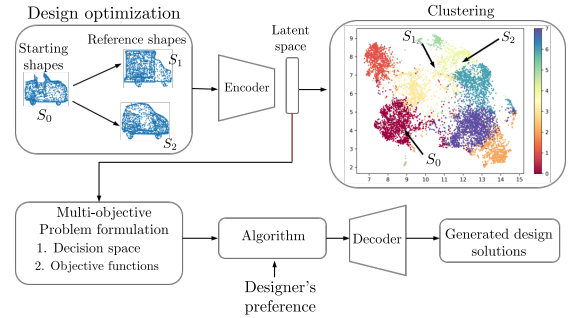 Design optimization
Starting
shapes
S0
Reference shapes
S1
S2
Encoder
Latent
space
Clustering
S1
S2
S0
9
8
7
6
5
4
3
2
7 8 9 10 11 12 13 14 15
7
6
5
4
3
2
1
0
Multi-objective
Problem formulation
1. Decision space
2. Objective functions
Algorithm
Designer's
preference
Decoder
Generated design
solutions